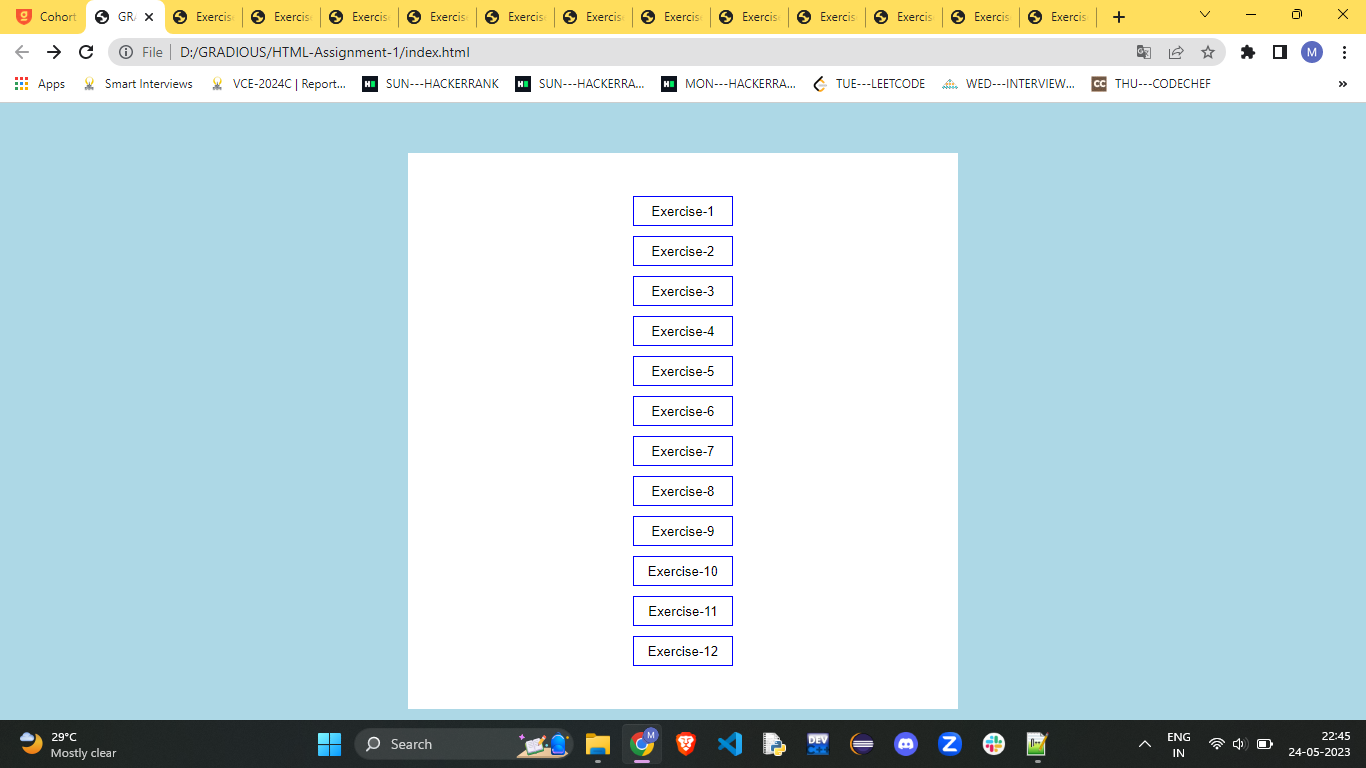 Cohort GRA Exercis Exercis Exercis Exercis Exercis Exercis Exercis Exercis Exercis Exercis Exercis Exercis
File D:/GRADIOUS/HTML-Assignment-1/index.html M
Apps Smart Interviews VCE-2024C | Report... SUN---HACKERRANK SUN---HACKERRA... MON---HACKERRA... TUE---LEETCODE WED---INTERVIEW... CC THU---CODECHEF »
Exercise-1
Exercise-2
Exercise-3
Exercise-4
Exercise-5
Exercise-6
Exercise-7
Exercise-8
Exercise-9
Exercise-10
Exercise-11
Exercise-12
29°C
Mostly clear
Search
M
DEV
ENG
IN
22:45
24-05-2023